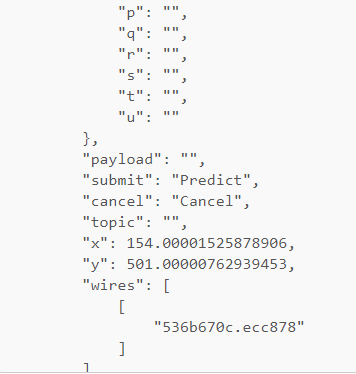 "p": "",
"q": "",
"r": "",
"s": "",
"t": "",
"u": ""
},
"payload": "",
"submit": "Predict",
"cancel": "Cancel",
"topic": "",
"x": 154.00001525878906,
"y": 501.00000762939453,
"wires": [
[
"536b670c.ecc878"
]
]